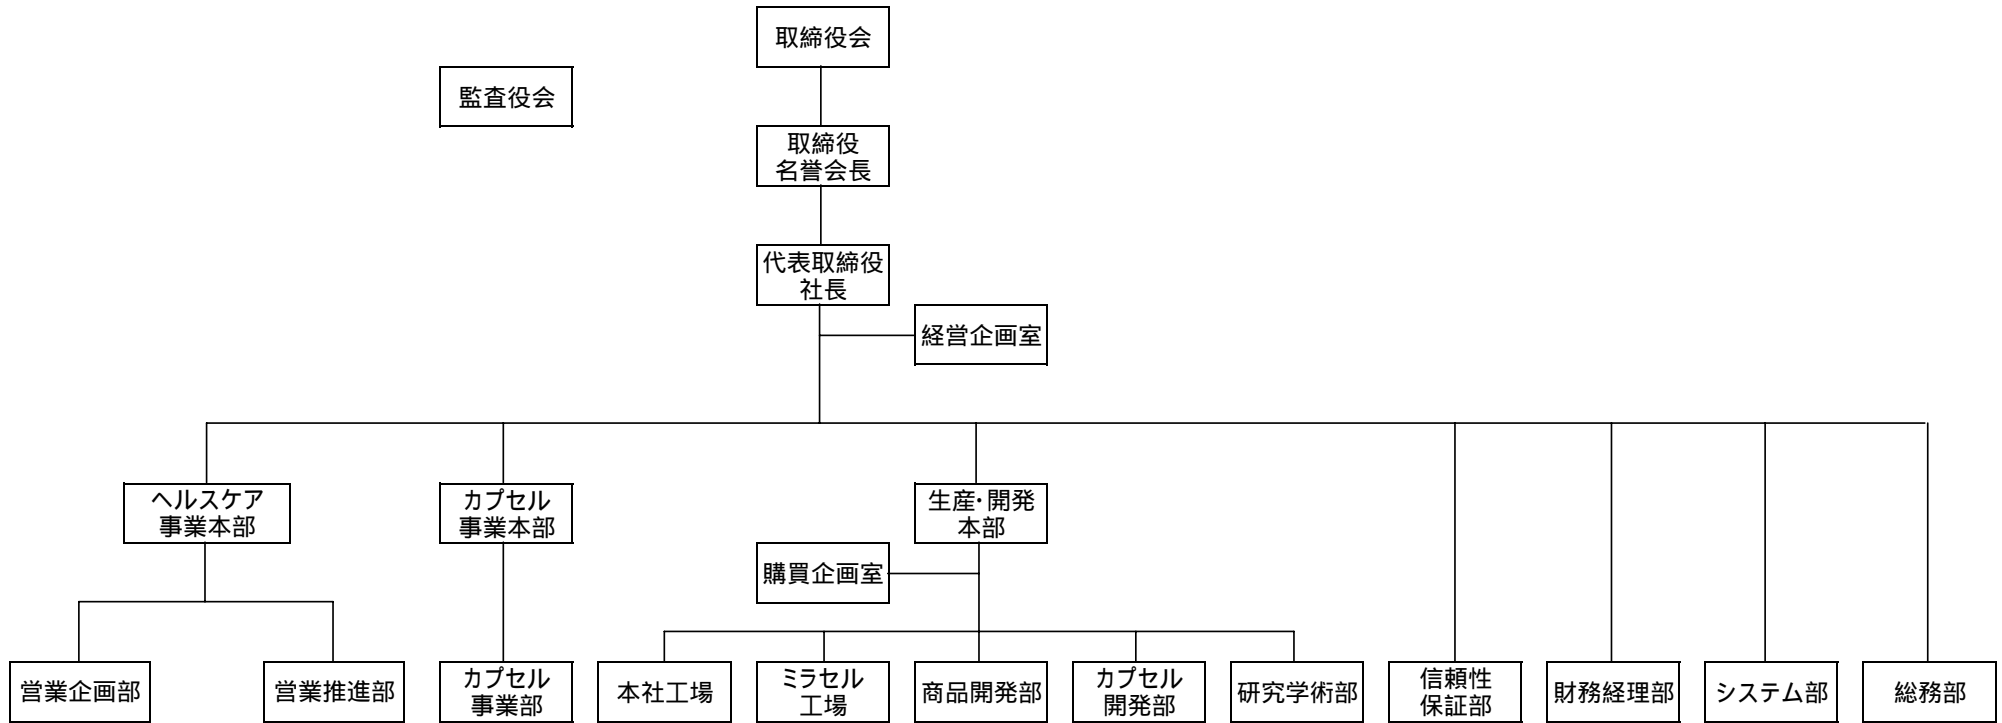 取締役会
監査役会
取締役
名誉会長
代表取締役
社長
経営企画室
ヘルスケア
事業本部
カプセル
事業本部
生産・開発
本部
購買企画室
営業企画部
営業推進部
カプセル
事業部
本社工場
ミラセル
工場
商品開発部
カプセル
開発部
研究学術部
信頼性
保証部
財務経理部
システム部
総務部